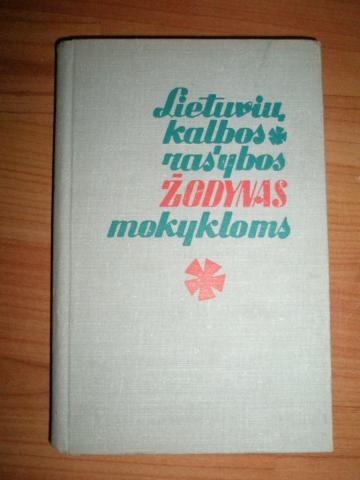 Lietuvių
kalbos
rašybos
ŽODYNAS
mokykloms